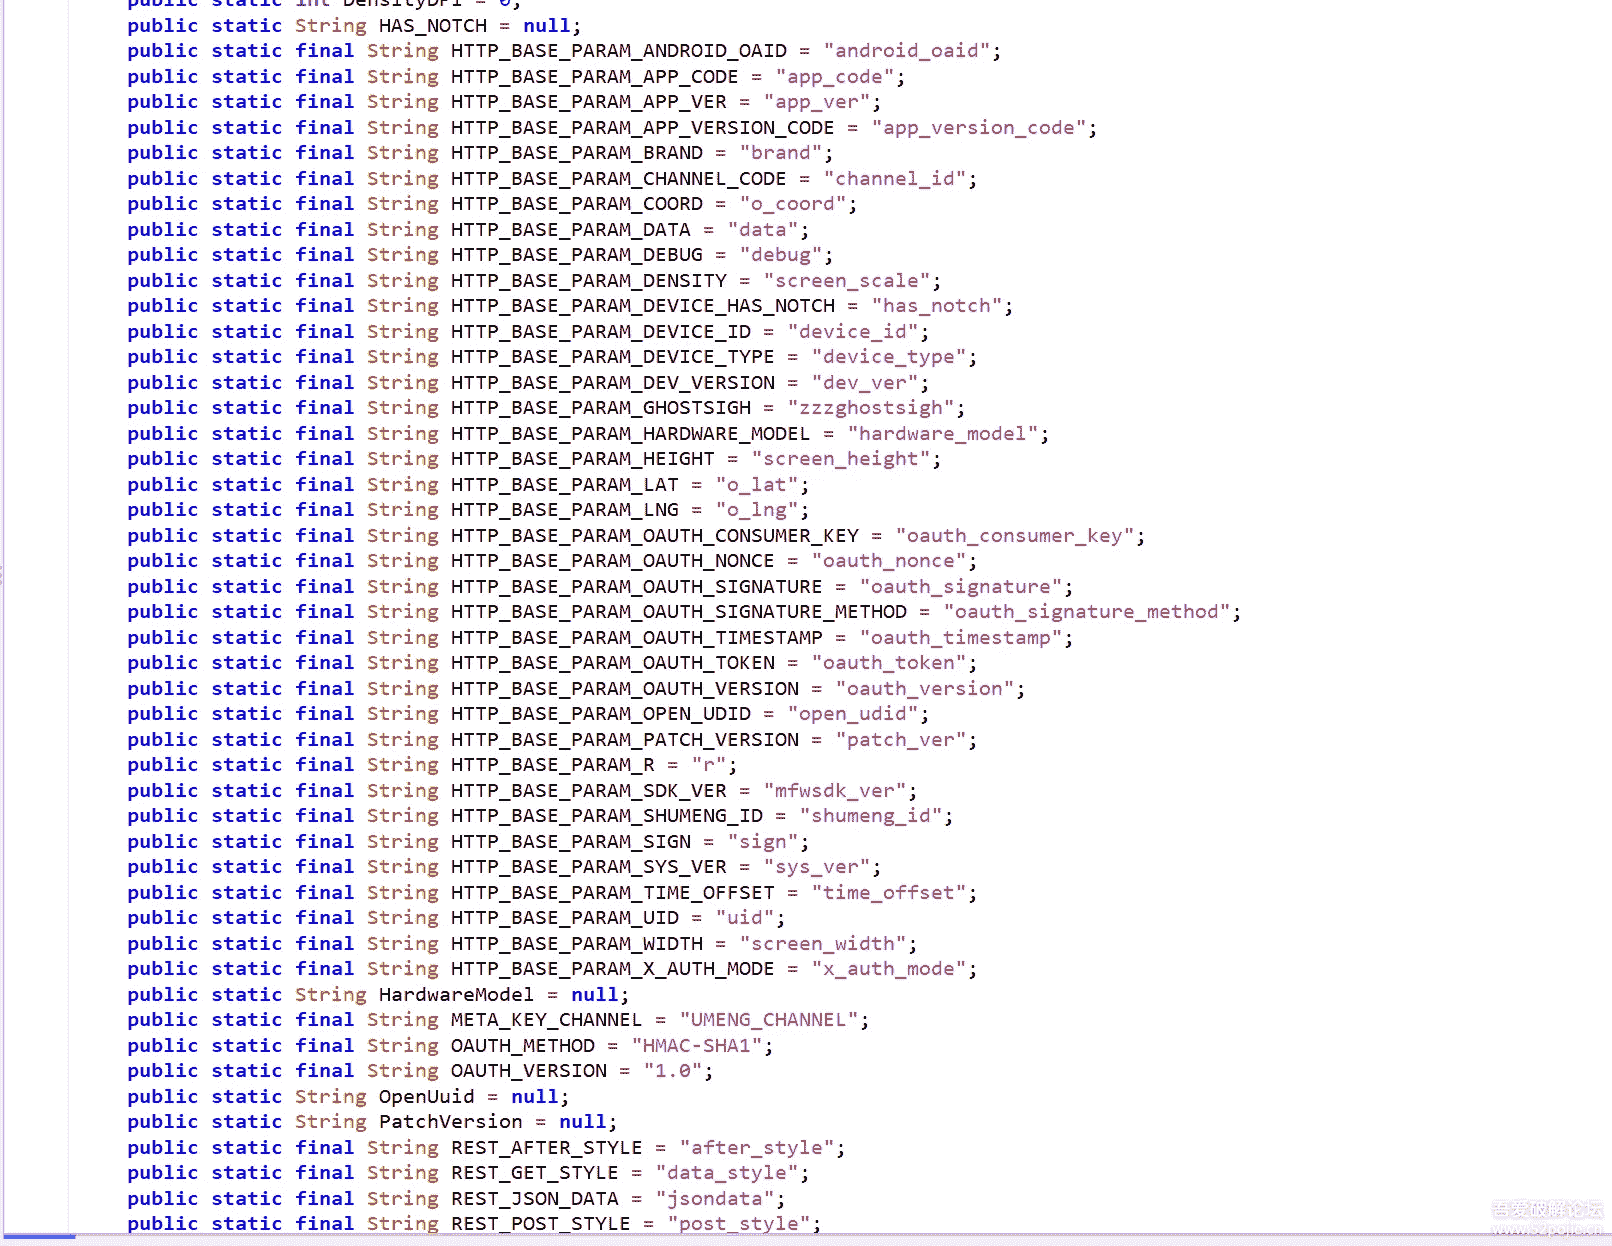 public static int DensityDPI = 0;
public static String HAS_NOTCH = null;
public static final String HTTP_BASE_PARAM_ANDROID_OAID = "android_oaid";
public static final String HTTP_BASE_PARAM_APP_CODE = "app_code";
public static final String HTTP_BASE_PARAM_APP_VER = "app_ver";
public static final String HTTP_BASE_PARAM_APP_VERSION_CODE = "app_version_code";
public static final String HTTP_BASE_PARAM_BRAND = "brand";
public static final String HTTP_BASE_PARAM_CHANNEL_CODE = "channel_id";
public static final String HTTP_BASE_PARAM_COORD = "o_coord";
public static final String HTTP_BASE_PARAM_DATA = "data";
public static final String HTTP_BASE_PARAM_DEBUG = "debug";
public static final String HTTP_BASE_PARAM_DENSITY = "screen_scale";
public static final String HTTP_BASE_PARAM_DEVICE_HAS_NOTCH = "has_notch";
public static final String HTTP_BASE_PARAM_DEVICE_ID = "device_id";
public static final String HTTP_BASE_PARAM_DEVICE_TYPE = "device_type";
public static final String HTTP_BASE_PARAM_DEV_VERSION = "dev_ver";
public static final String HTTP_BASE_PARAM_GHOSTSIGH = "zzzghostsigh";
public static final String HTTP_BASE_PARAM_HARDWARE_MODEL = "hardware_model";
public static final String HTTP_BASE_PARAM_HEIGHT = "screen_height";
public static final String HTTP_BASE_PARAM_LAT = "o_lat";
public static final String HTTP_BASE_PARAM_LNG = "o_lng";
public static final String HTTP_BASE_PARAM_OAUTH_CONSUMER_KEY = "oauth_consumer_key";
public static final String HTTP_BASE_PARAM_OAUTH_NONCE = "oauth_nonce";
public static final String HTTP_BASE_PARAM_OAUTH_SIGNATURE = "oauth_signature";
public static final String HTTP_BASE_PARAM_OAUTH_SIGNATURE_METHOD = "oauth_signature_method";
public static final String HTTP_BASE_PARAM_OAUTH_TIMESTAMP = "oauth_timestamp";
public static final String HTTP_BASE_PARAM_OAUTH_TOKEN = "oauth_token";
public static final String HTTP_BASE_PARAM_OAUTH_VERSION = "oauth_version";
public static final String HTTP_BASE_PARAM_OPEN_UDID = "open_udid";
public static final String HTTP_BASE_PARAM_PATCH_VERSION = "patch_ver";
public static final String HTTP_BASE_PARAM_R = "r";
public static final String HTTP_BASE_PARAM_SDK_VER = "mfwsdk_ver";
public static final String HTTP_BASE_PARAM_SHUMENG_ID = "shumeng_id";
public static final String HTTP_BASE_PARAM_SIGN = "sign";
public static final String HTTP_BASE_PARAM_SYS_VER = "sys_ver";
public static final String HTTP_BASE_PARAM_TIME_OFFSET = "time_offset";
public static final String HTTP_BASE_PARAM_UID = "uid";
public static final String HTTP_BASE_PARAM_WIDTH = "screen_width";
public static final String HTTP_BASE_PARAM_X_AUTH_MODE = "x_auth_mode";
public static String HardwareModel = null;
public static final String META_KEY_CHANNEL = "UMENG_CHANNEL";
public static final String OAUTH_METHOD = "HMAC-SHA1";
public static final String OAUTH_VERSION = "1.0";
public static String OpenUuid = null;
public static String PatchVersion = null;
public static final String REST_AFTER_STYLE = "after_style";
public static final String REST_GET_STYLE = "data_style";
public static final String REST_JSON_DATA = "jsondata";
public static final String REST_POST_STYLE = "post_style";
吾爱破解论坛
www.52pojie.cn